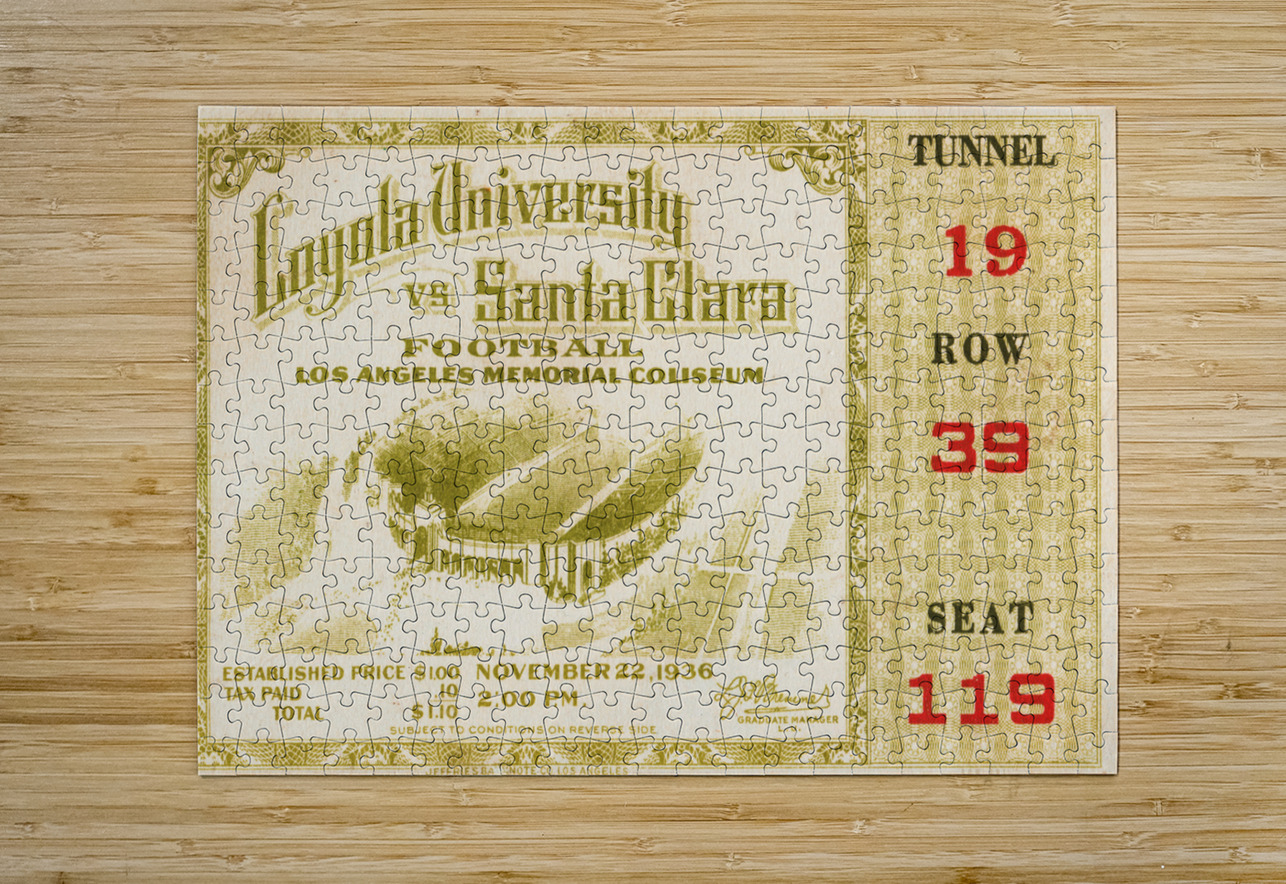 Loyola University
vs Santa Clara
FOOTBALL
LOS ANGELES MEMORIAL COLISEUM
ESTABLISHED PRICE $1.00
TAX PAID .10
TOTAL $1.10
NOVEMBER 22, 1936
2:00 PM.
GRADUATE MANAGER
SUBJECT TO CONDITIONS ON REVERSE SIDE.
TUNNEL
19
ROW
39
SEAT
119